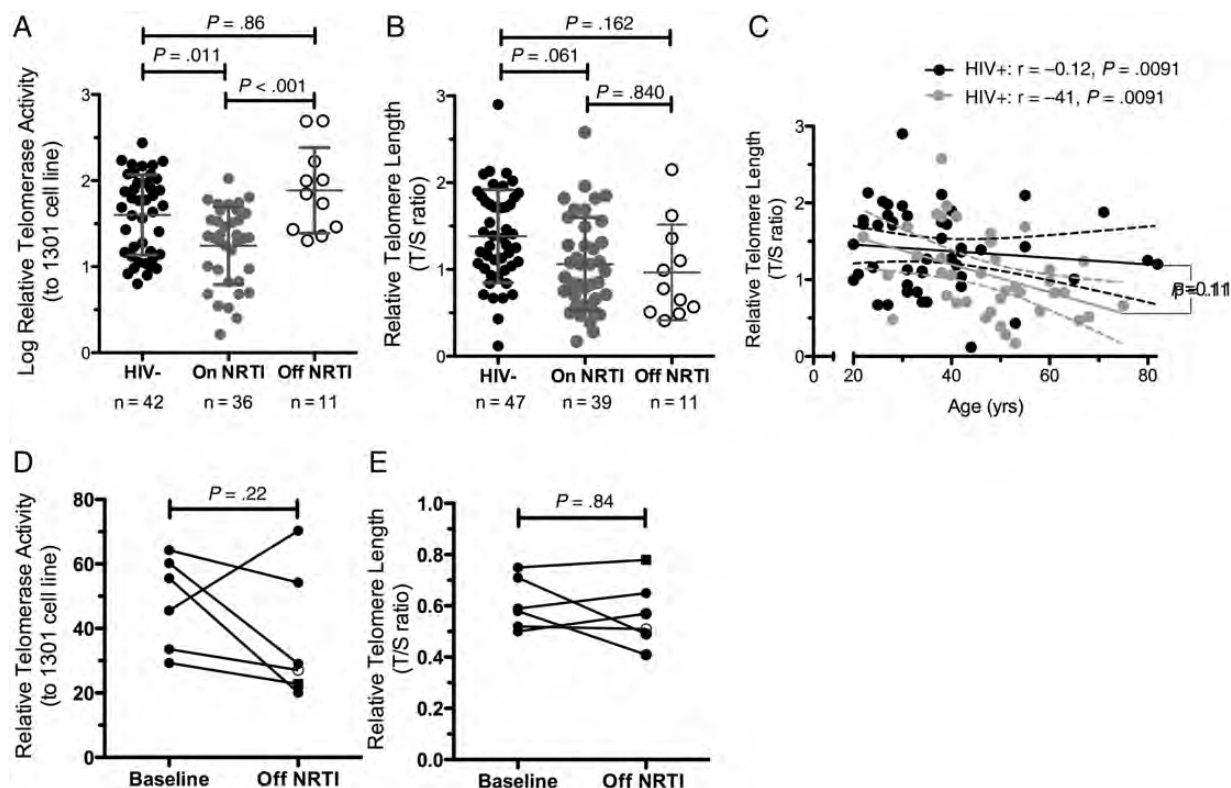 A
P = .86
P = .011
P < .001
Log Relative Telomerase Activity
(to 1301 cell line)
3
2
1
0
HIV-
On NRTI
Off NRTI
n = 42
n = 36
n = 11
B
P = .162
P = .061
P = .840
Relative Telomere Length
(T/S ratio)
3
2
1
0
HIV-
On NRTI
Off NRTI
n = 47
n = 39
n = 11
C
HIV+: r = –0.12, P = .0091
HIV+: r = –41, P = .0091
Relative Telomere Length
(T/S ratio)
3
2
1
0
0
20
40
60
80
Age (yrs)
D
P = .22
Relative Telomerase Activity
(to 1301 cell line)
80
60
40
20
0
Baseline
Off NRTI
E
P = .84
Relative Telomere Length
(T/S ratio)
1.0
0.8
0.6
0.4
0.2
0.0
Baseline
Off NRTI